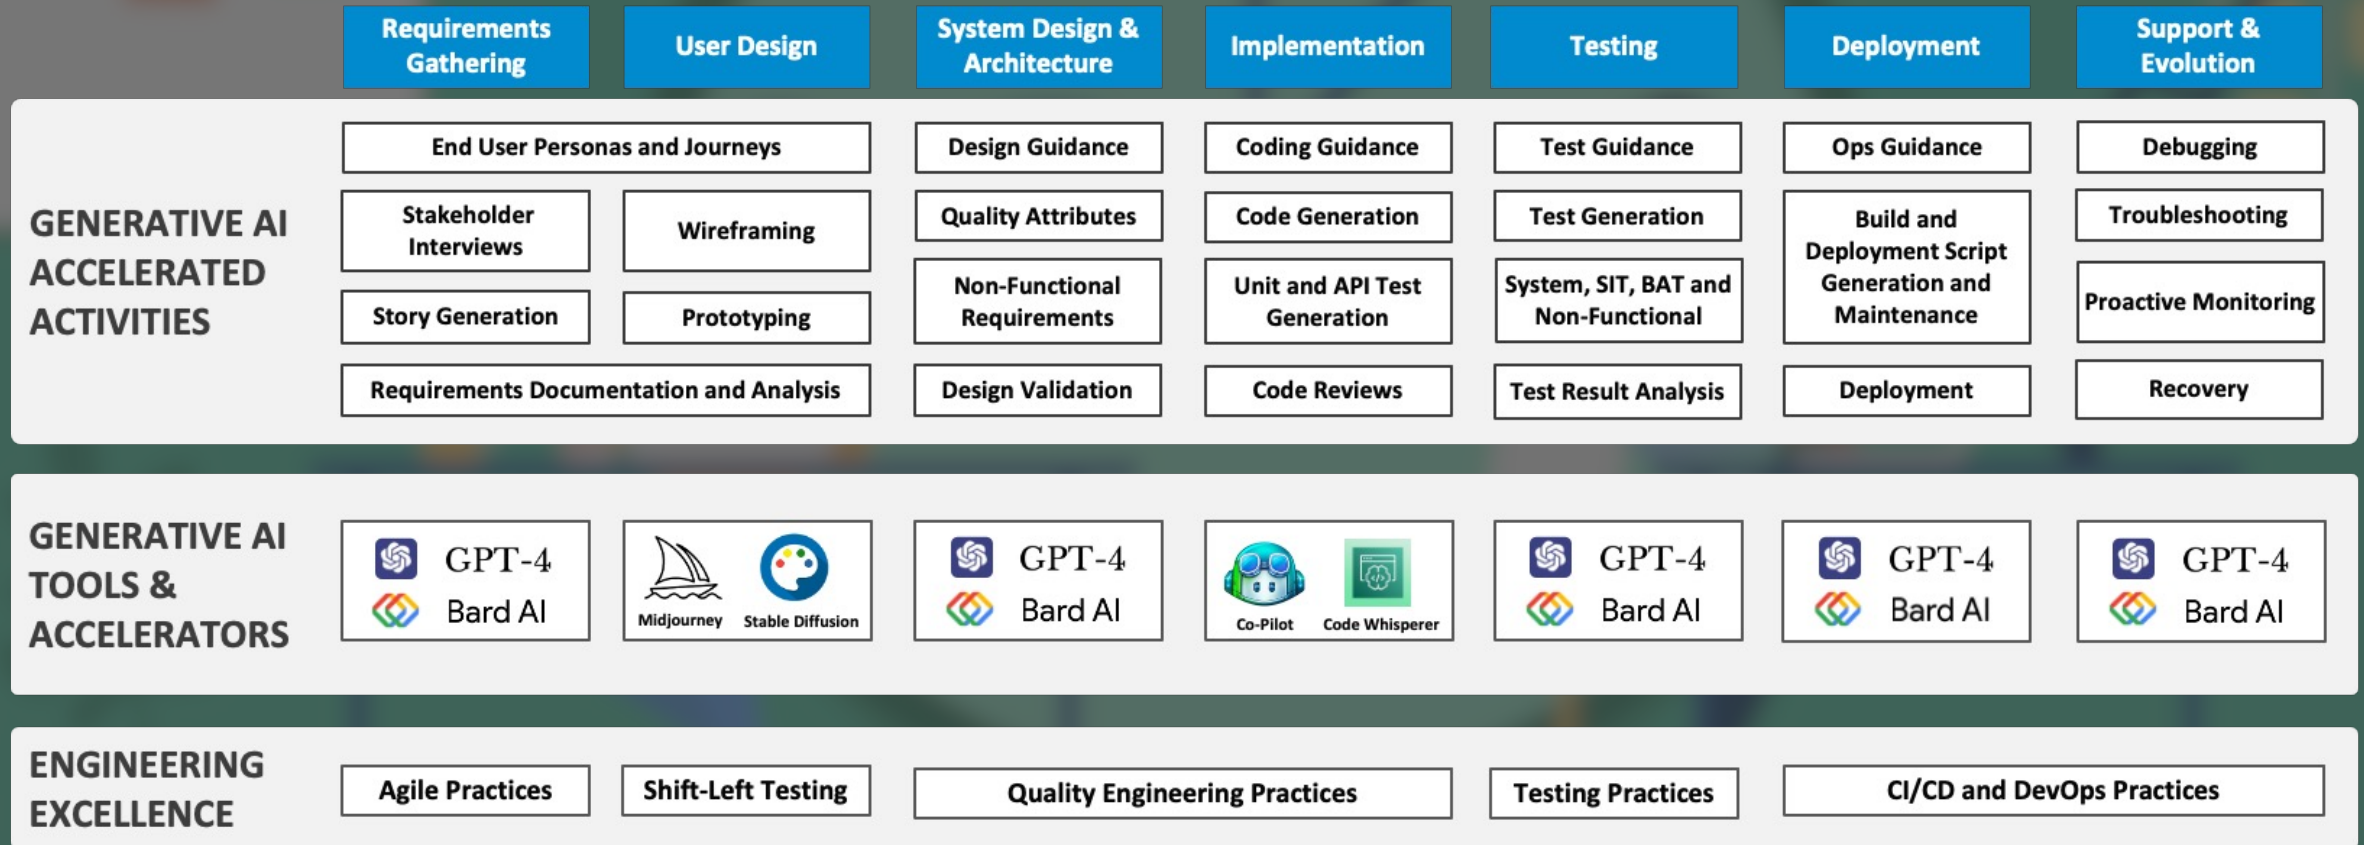 Requirements
Gathering
User Design
System Design &
Architecture
Implementation
Testing
Deployment
Support &
Evolution
GENERATIVE AI
ACCELERATED
ACTIVITIES
End User Personas and Journeys
Design Guidance
Coding Guidance
Test Guidance
Ops Guidance
Debugging
Stakeholder
Interviews
Wireframing
Quality Attributes
Code Generation
Test Generation
Build and
Deployment Script
Generation and
Maintenance
Troubleshooting
Story Generation
Prototyping
Non-Functional
Requirements
Unit and API Test
Generation
System, SIT, BAT and
Non-Functional
Proactive Monitoring
Requirements Documentation and Analysis
Design Validation
Code Reviews
Test Result Analysis
Deployment
Recovery
GENERATIVE AI
TOOLS &
ACCELERATORS
GPT-4
Bard AI
Midjourney
Stable Diffusion
GPT-4
Bard AI
Co-Pilot
Code Whisperer
GPT-4
Bard AI
GPT-4
Bard AI
GPT-4
Bard AI
ENGINEERING
EXCELLENCE
Agile Practices
Shift-Left Testing
Quality Engineering Practices
Testing Practices
CI/CD and DevOps Practices